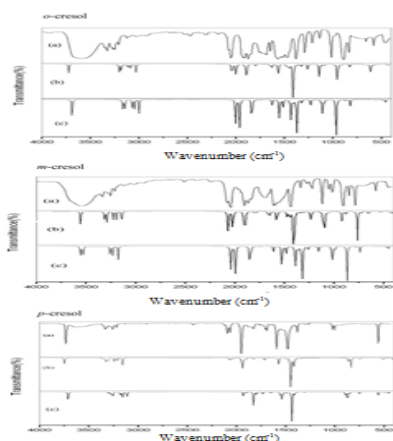 o-cresol
(a)
(b)
(c)
Transmittance(%)
4000 3500 3000 2500 2000 1500 1000 500
Wavenumber (cm-1)
m-cresol
(a)
(b)
(c)
Transmittance(%)
4000 3500 3000 2500 2000 1500 1000 500
Wavenumber (cm-1)
p-cresol
(a)
(b)
(c)
Transmittance(%)
4000 3500 3000 2500 2000 1500 1000 500
Wavenumber (cm-1)